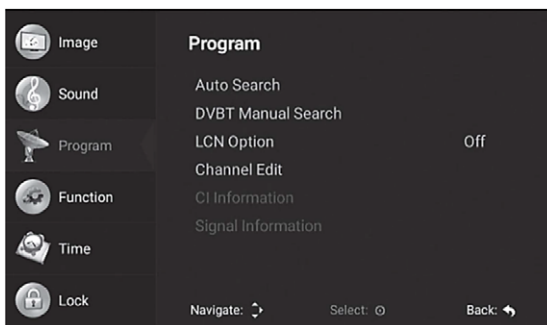 Image
Sound
Program
Function
Time
Lock
Program
Auto Search
DVBT Manual Search
LCN Option Off
Channel Edit
CI Information
Signal Information
Navigate: Select: Back: